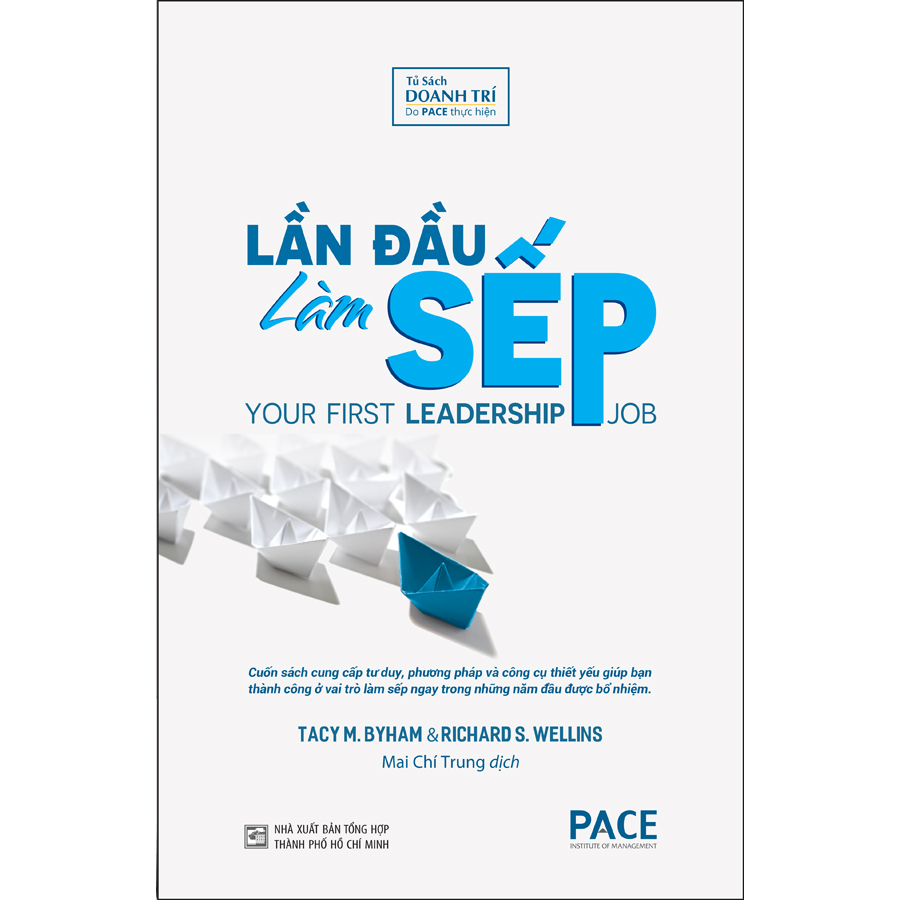 Tủ Sách
DOANH TRÍ
Do PACE thực hiện
LẦN ĐẦU
Làm SẾP
YOUR FIRST LEADERSHIP JOB
Cuốn sách cung cấp tư duy, phương pháp và công cụ thiết yếu giúp bạn
thành công ở vai trò làm sếp ngay trong những năm đầu được bổ nhiệm.
TACY M. BYHAM & RICHARD S. WELLINS
Mai Chí Trung dịch
NHÀ XUẤT BẢN TỔNG HỢP
THÀNH PHỐ HỒ CHÍ MINH
PACE
INSTITUTE OF MANAGEMENT